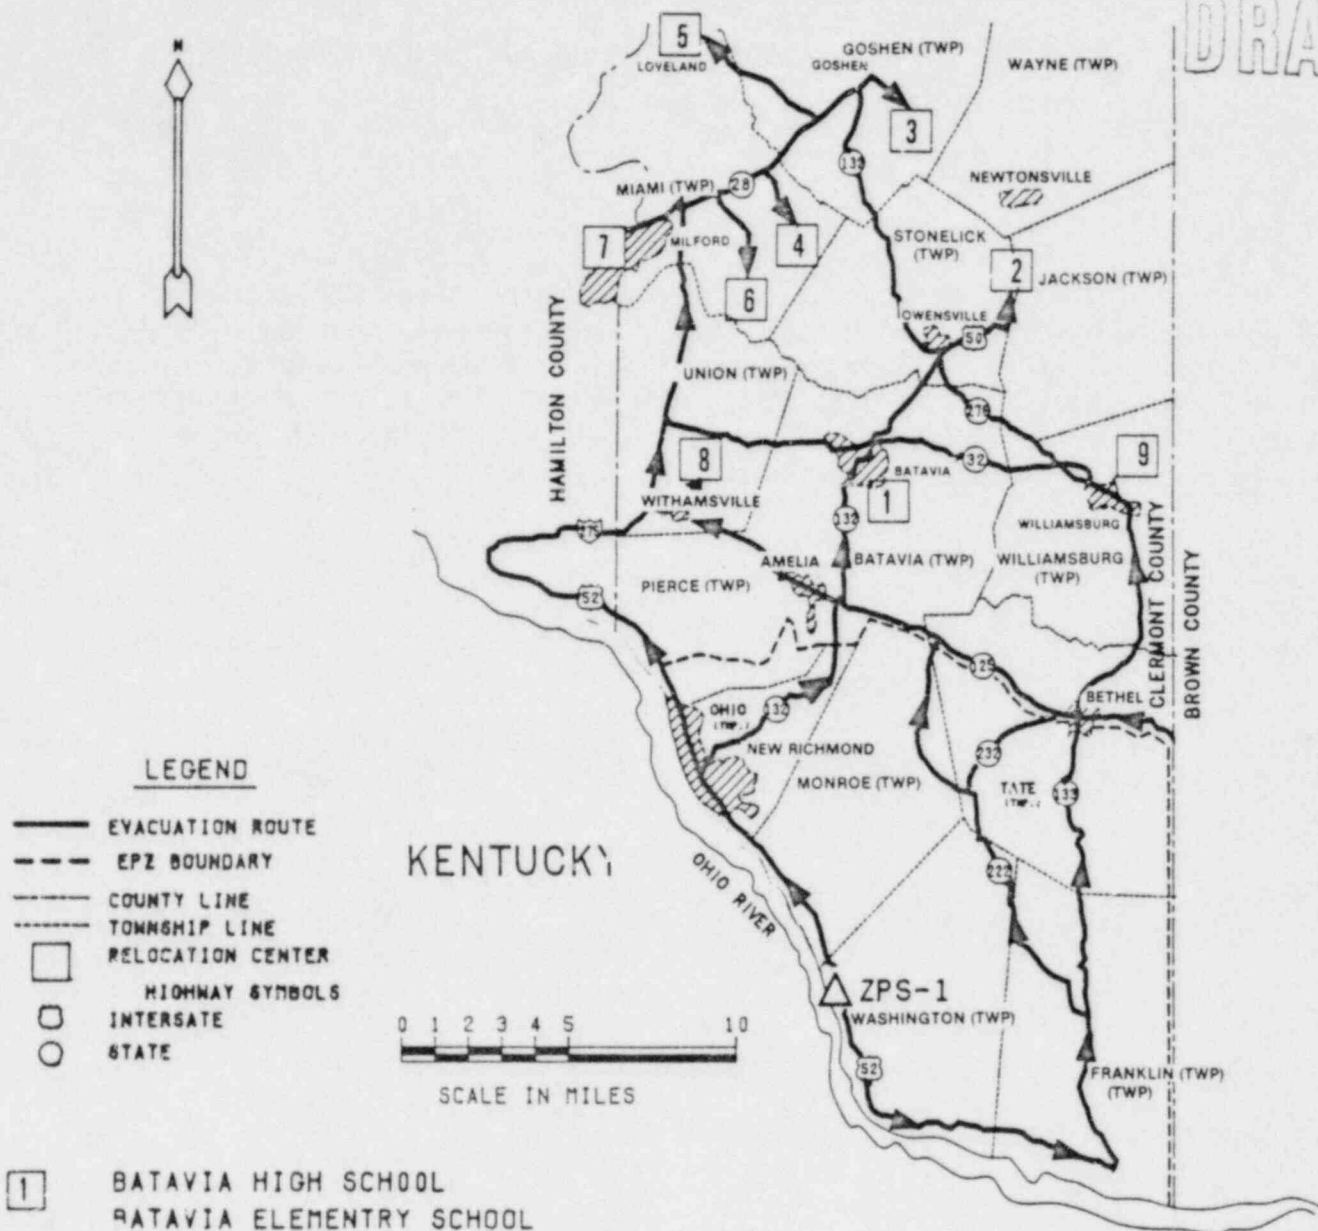 DRA
N
5
LOVELAND
GOSHEN (TWP)
GOSHEN
WAYNE (TWP)
3
132
NEWTONSVILLE
MIAMI (TWP)
28
7
MILFORD
4
STONELICK
(TWP)
2
JACKSON (TWP)
6
OWENSVILLE
50
HAMILTON COUNTY
UNION (TWP)
276
8
32
9
BATAVIA
WITHAMSVILLE
1
132
WILLIAMSBURG
275
AMELIA
BATAVIA (TWP)
WILLIAMSBURG
(TWP)
CLERMONT COUNTY
BROWN COUNTY
PIERCE (TWP)
52
125
BETHEL
OHIO
(TWP.)
132
NEW RICHMOND
232
MONROE (TWP)
TATE
(TWP.)
133
LEGEND
EVACUATION ROUTE
EPZ BOUNDARY
COUNTY LINE
TOWNSHIP LINE
RELOCATION CENTER
HIGHWAY SYMBOLS
INTERSATE
STATE
KENTUCKY
OHIO RIVER
222
ZPS-1
WASHINGTON (TWP)
0 1 2 3 4 5 10
SCALE IN MILES
52
FRANKLIN (TWP)
(TWP)
1
BATAVIA HIGH SCHOOL
BATAVIA ELEMENTRY SCHOOL